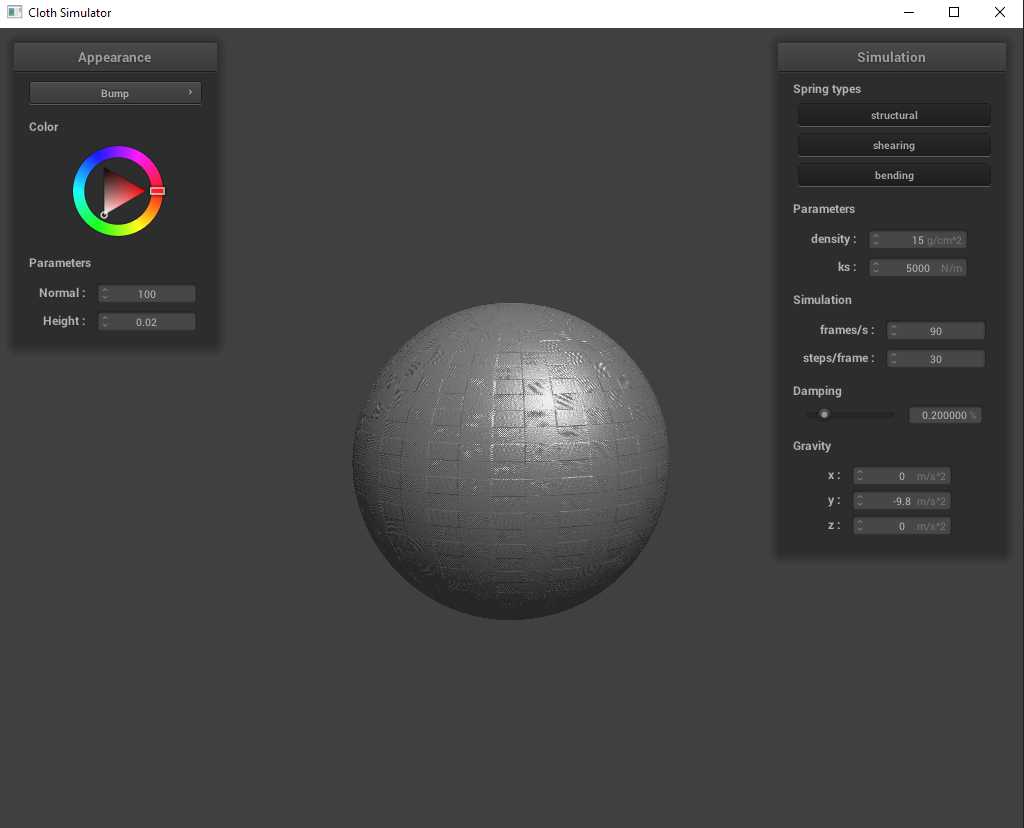 Cloth Simulator
Appearance
Bump
Color
Parameters
Normal : 100
Height : 0.02
Simulation
Spring types
structural
shearing
bending
Parameters
density : 15 g/cm^2
ks : 5000 N/m
Simulation
frames/s : 90
steps/frame : 30
Damping
0.200000 %
Gravity
x : 0 m/s^2
y : -9.8 m/s^2
z : 0 m/s^2